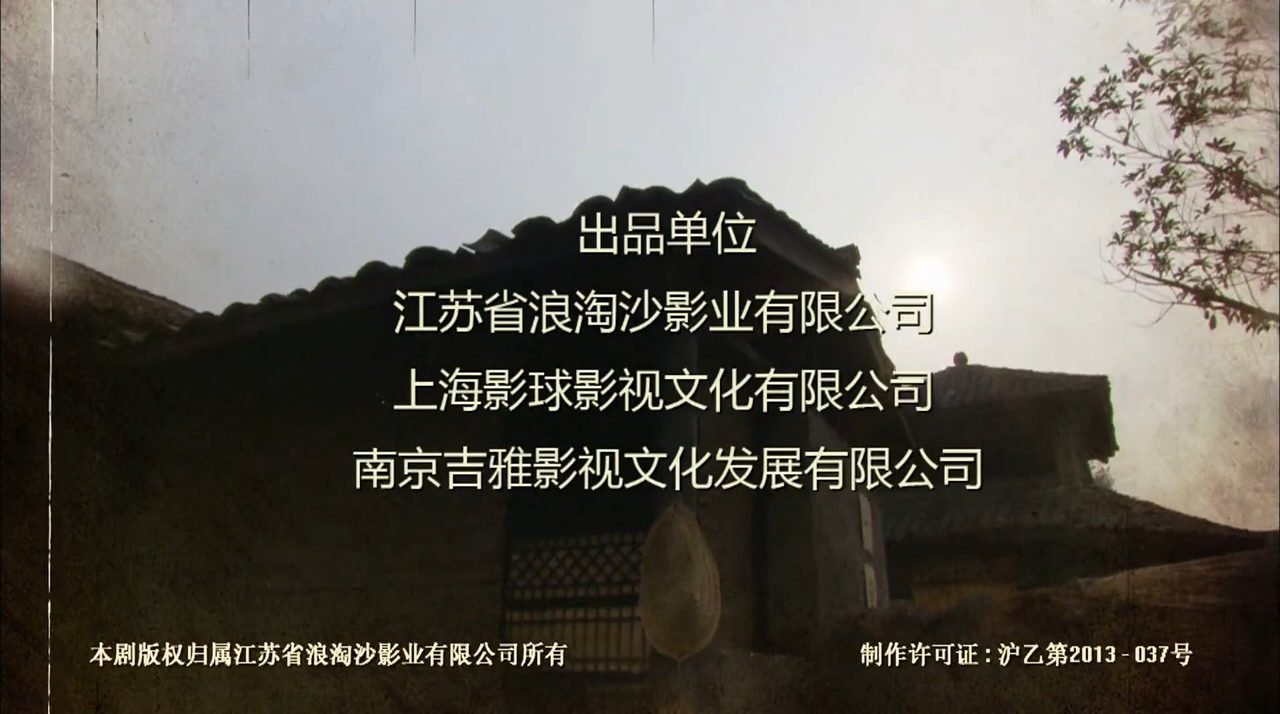 出品单位
江苏省浪淘沙影业有限公司
上海影球影视文化有限公司
南京吉雅影视文化发展有限公司
本剧版权归属江苏省浪淘沙影业有限公司所有
制作许可证:沪乙第2013-037号